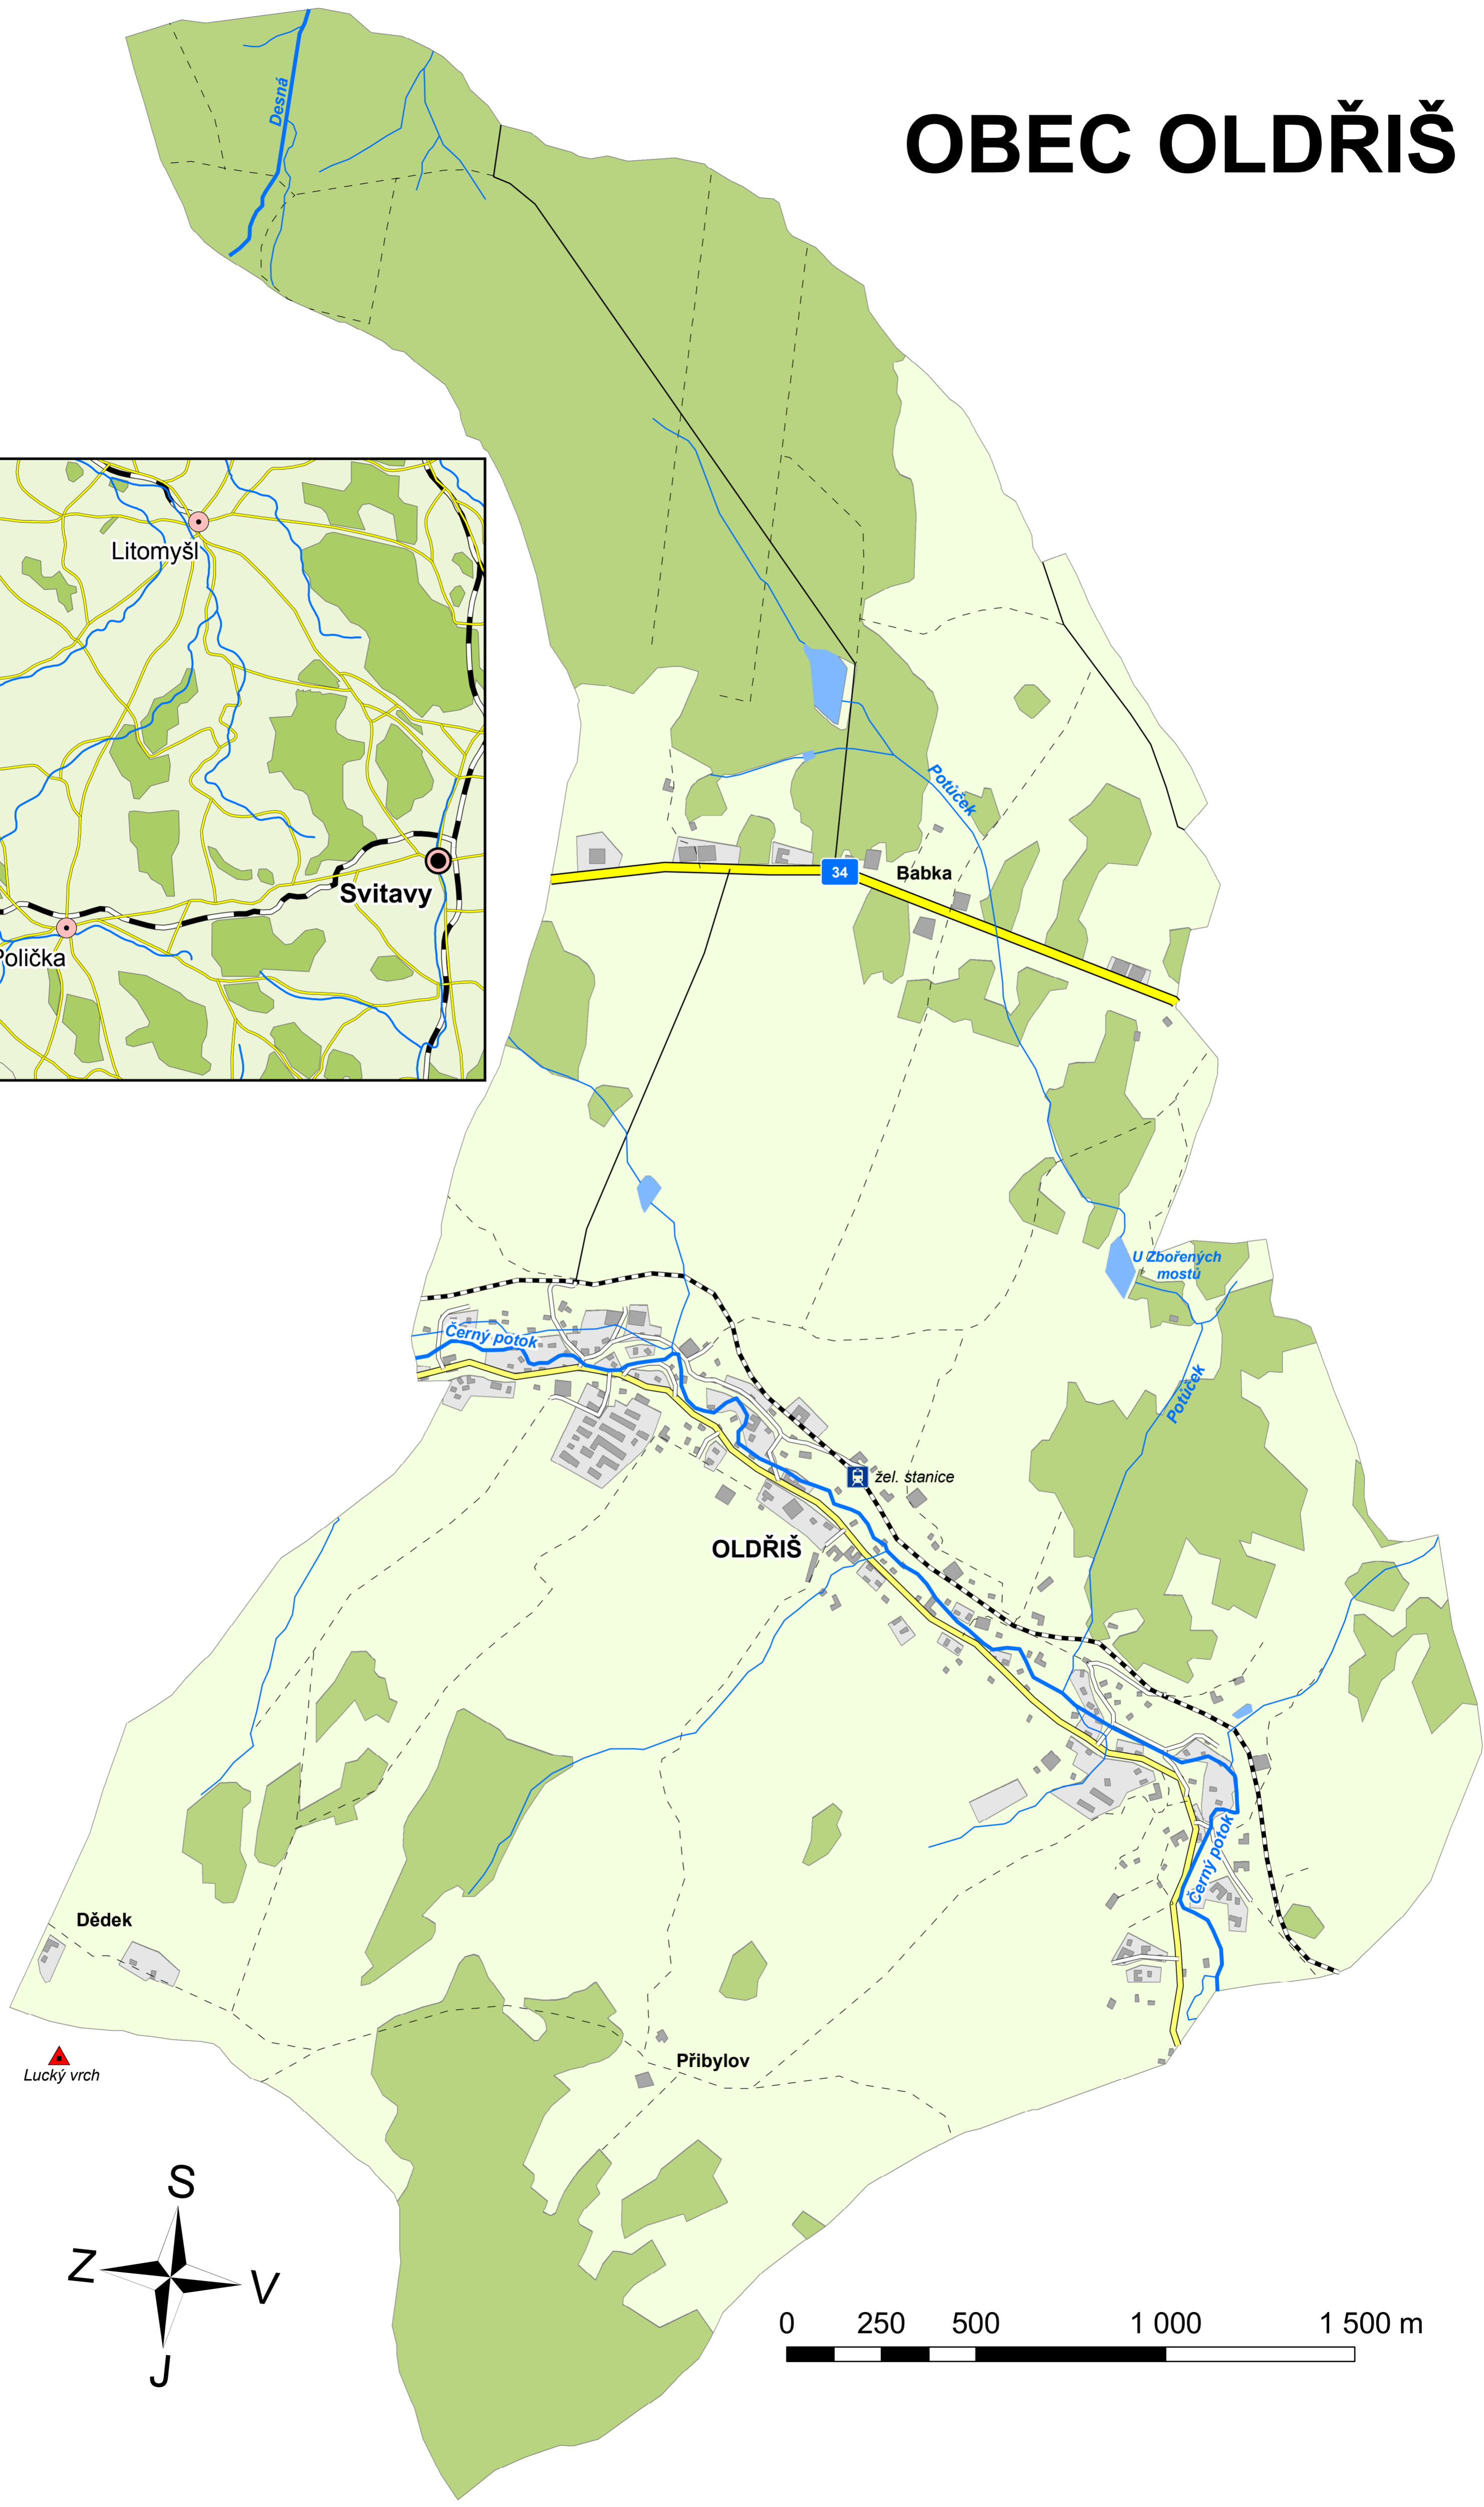 OBEC OLDŘIŠ
Desná
Litomyšl
Svitavy
Polička
Potůček
34
Babka
U Zbořených
mostů
Černý potok
Potůček
žel. stanice
OLDŘIŠ
Černý potok
Dědek
Lucký vrch
Přibylov
S
Z
V
J
0 250 500 1 000 1 500 m